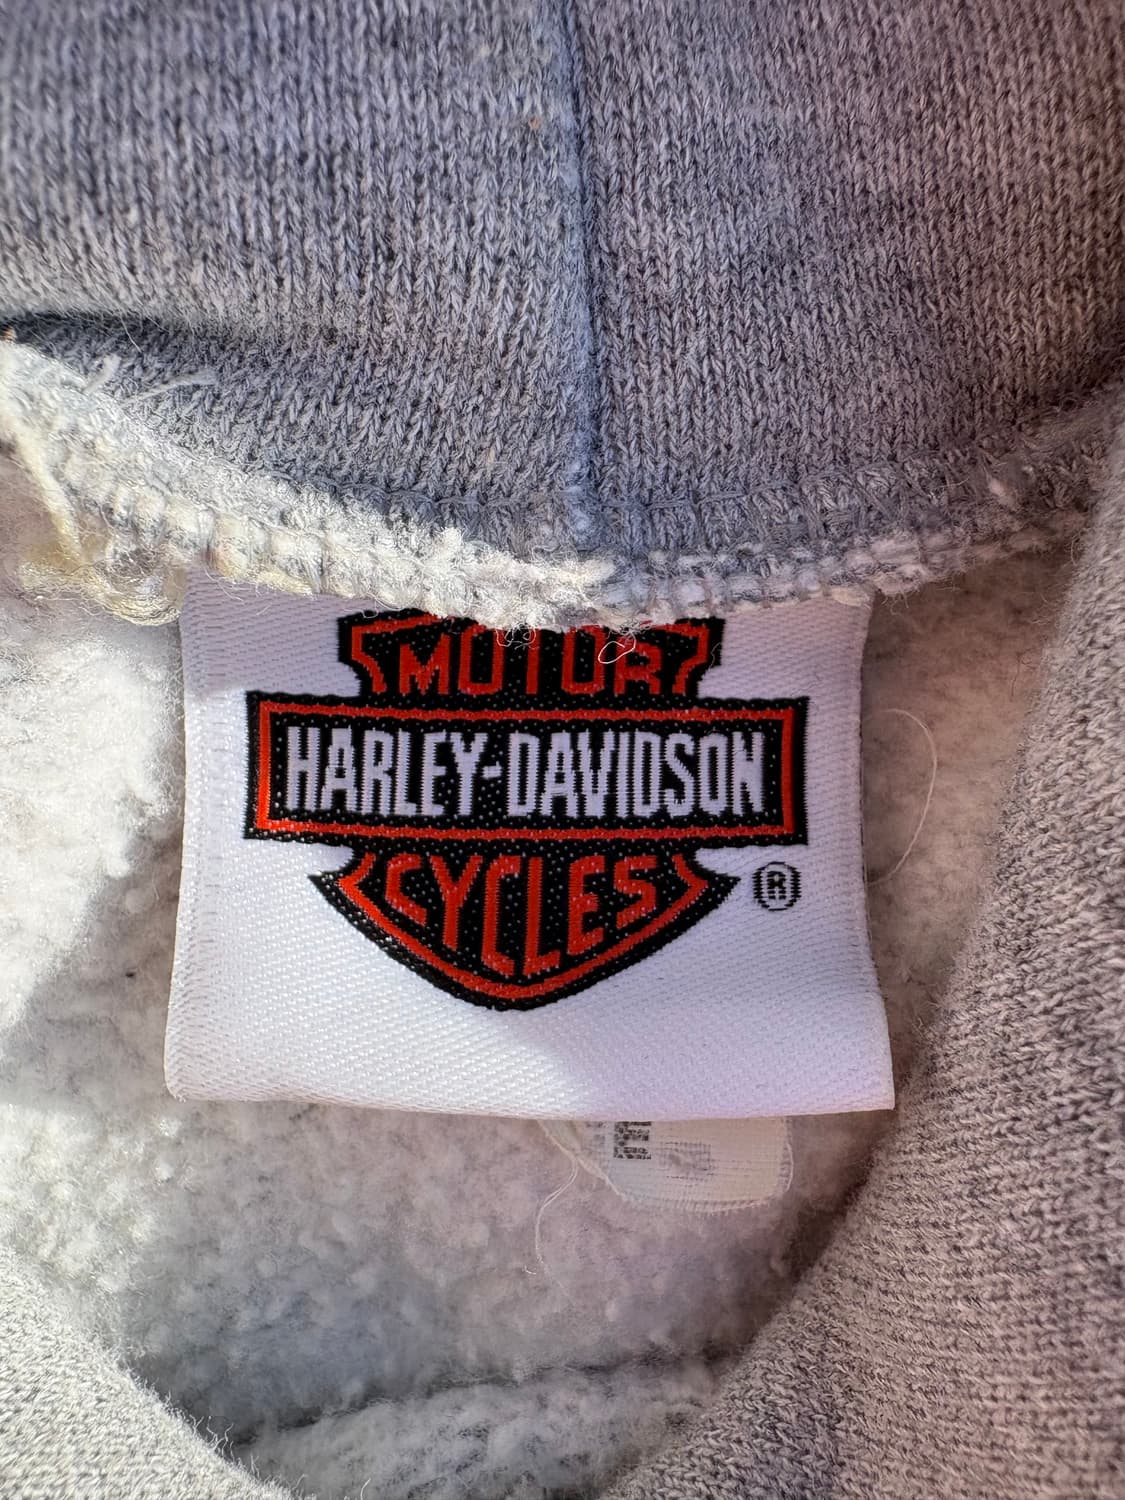 MOTOR
HARLEY-DAVIDSON
CYCLES
®